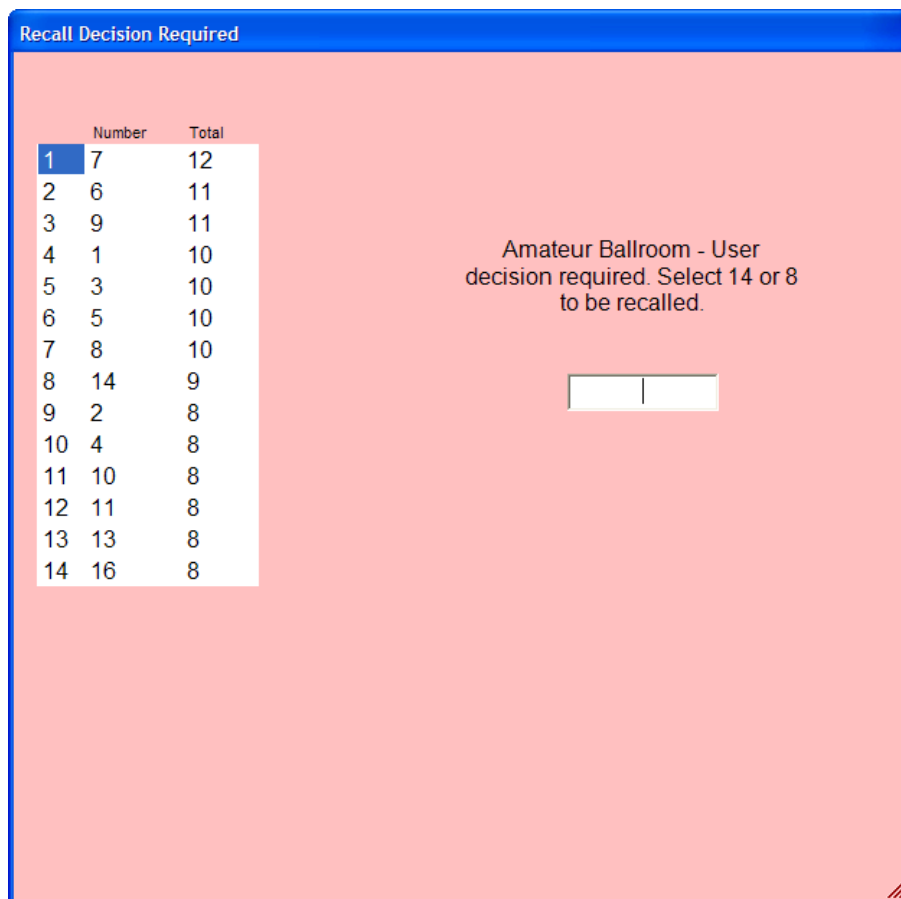 Recall Decision Required
Number Total
1 7 12
2 6 11
3 9 11
4 1 10
5 3 10
6 5 10
7 8 10
8 14 9
9 2 8
10 4 8
11 10 8
12 11 8
13 13 8
14 16 8
Amateur Ballroom - User
decision required. Select 14 or 8
to be recalled.